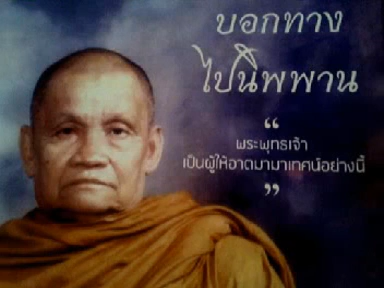 บอกทาง
ไปนิพพาน
“
พระพุทธเจ้า
เป็นผู้ให้อาตมามาเทศน์อย่างนี้
”